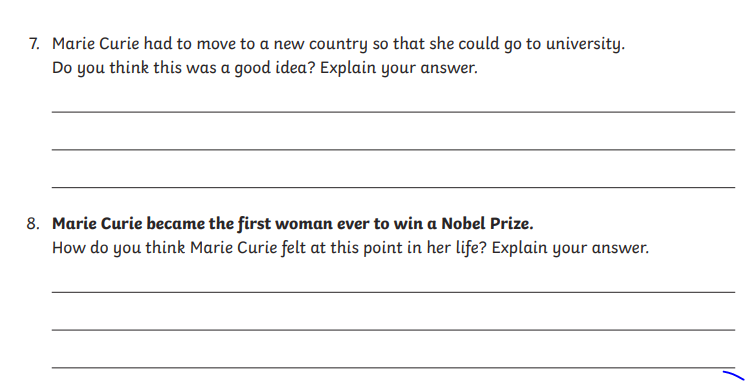 7. Marie Curie had to move to a new country so that she could go to university.
Do you think this was a good idea? Explain your answer.
8. Marie Curie became the first woman ever to win a Nobel Prize.
How do you think Marie Curie felt at this point in her life? Explain your answer.